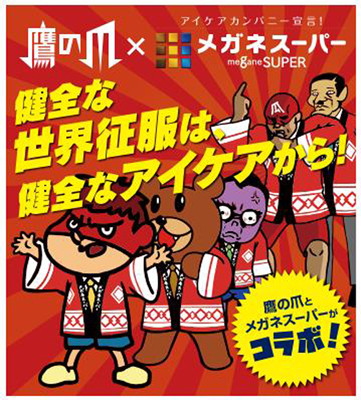 アイケアカンパニー宣言！
鷹の爪×メガネスーパー
meganeSUPER
健全な
世界征服は、
健全なアイケアから！
鷹の爪と
メガネスーパーが
コラボ！